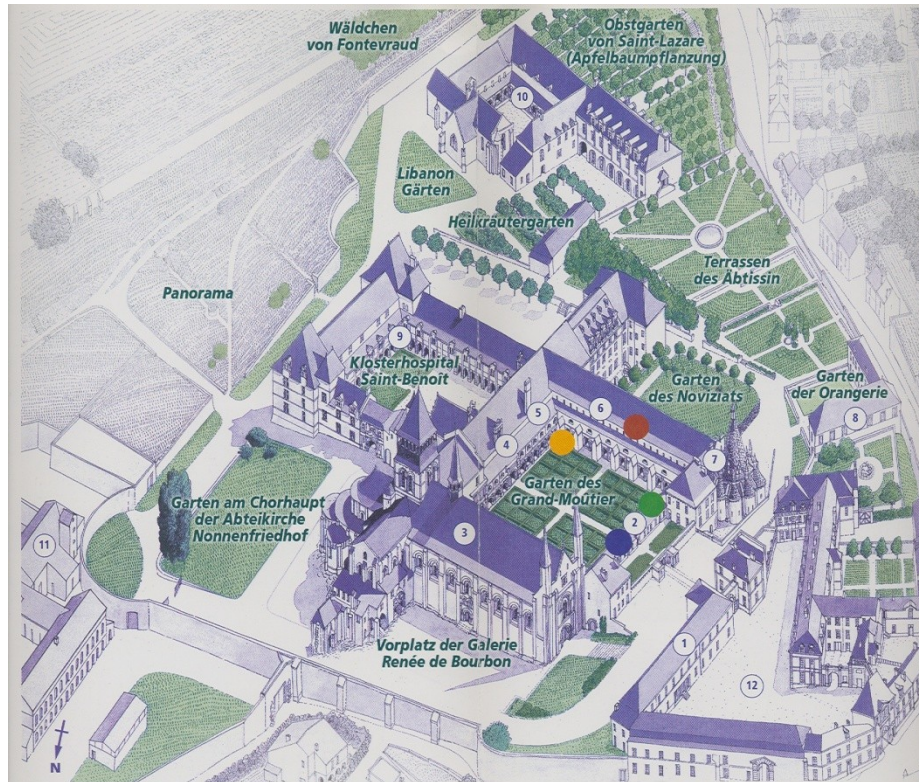 Wäldchen
von Fontevraud
Obstgarten
von Saint-Lazare
(Apfelbaumpflanzung)
10
Libanon
Gärten
Heilkräutergarten
Terrassen
des Äbtissin
Panorama
9
Klosterhospital
Saint-Benoît
Garten
des Noviziats
Garten
der Orangerie
8
6
5
4
7
Garten des
Grand-Moûtier
2
3
Garten am Chorhaupt
der Abteikirche
Nonnenfriedhof
11
Vorplatz der Galerie
Renée de Bourbon
1
12
N